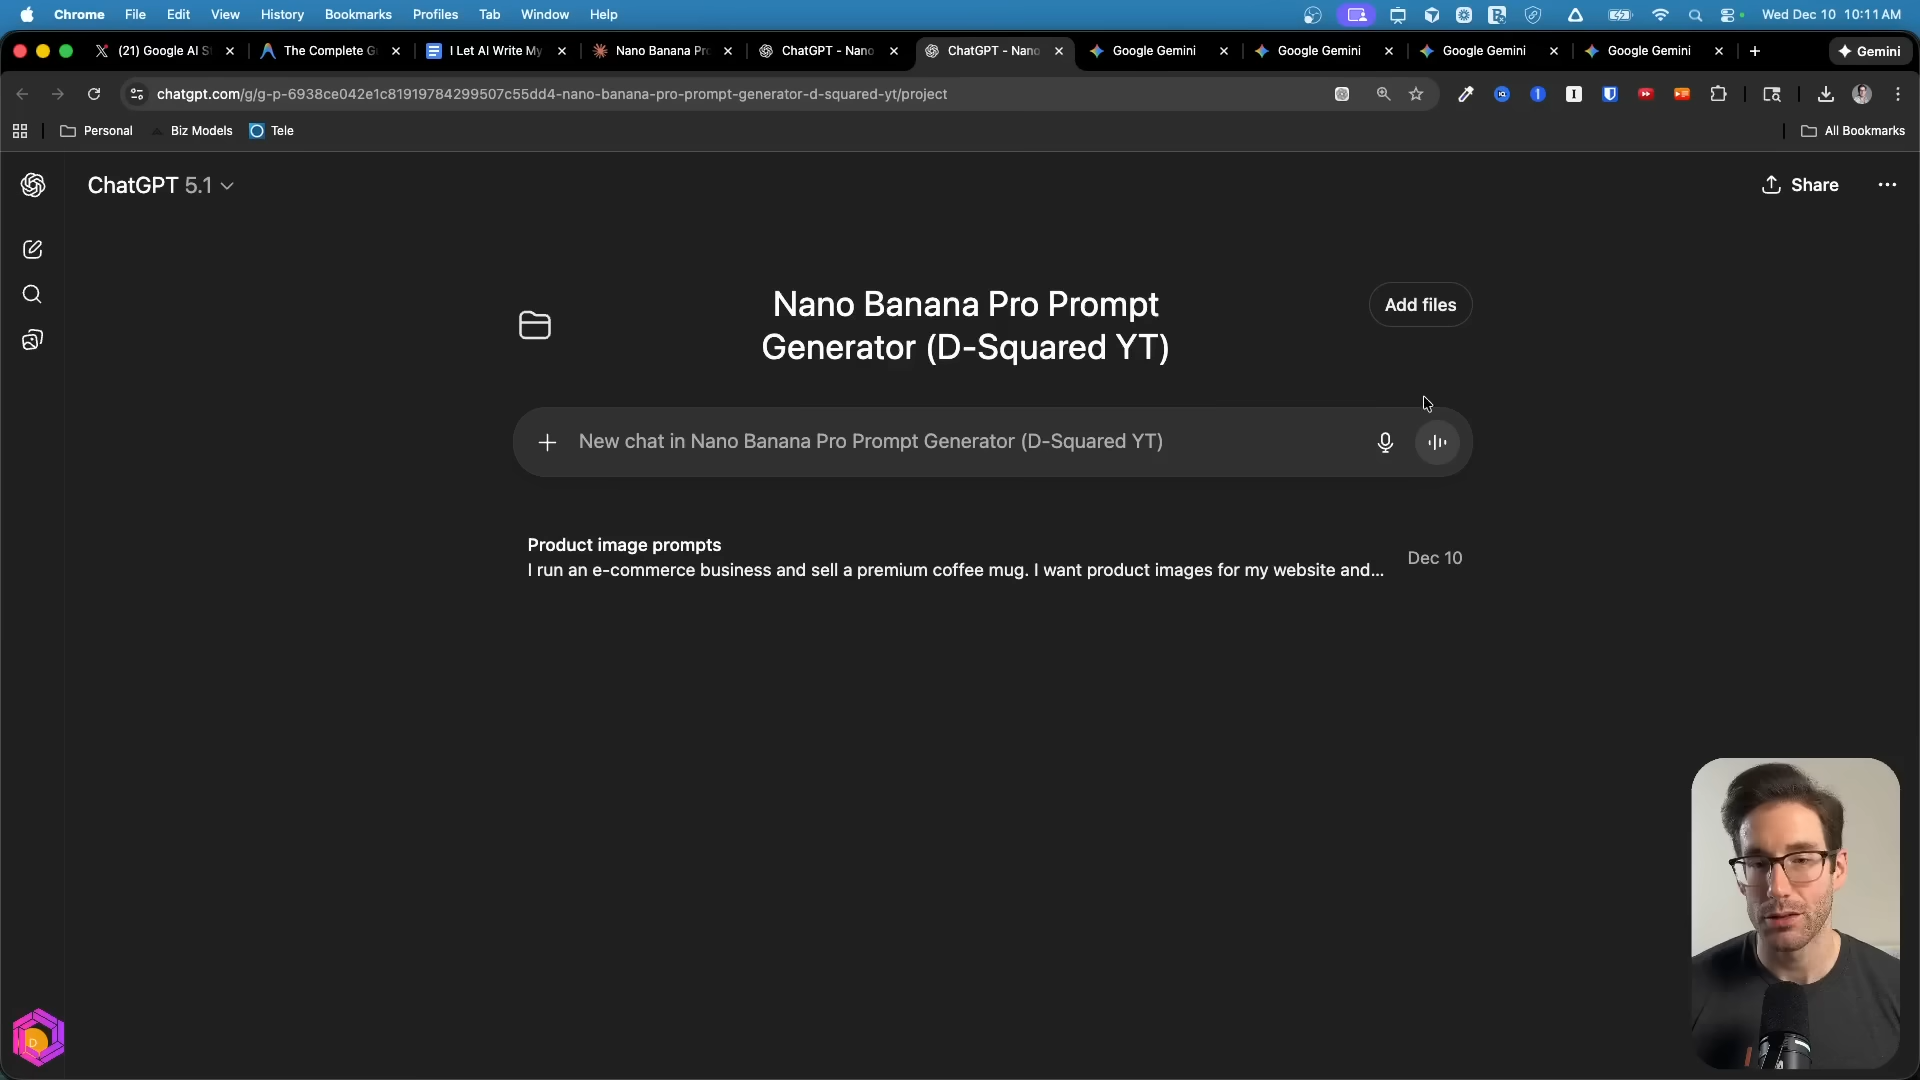 Chrome File Edit View History Bookmarks Profiles Tab Window Help Wed Dec 10 10:11 AM
(21) Google AI S The Complete G I Let AI Write My Nano Banana Pro ChatGPT - Nano ChatGPT - Nano Google Gemini Google Gemini Google Gemini Google Gemini Gemini
chatgpt.com/g/g-p-6938ce042e1c81919784299507c55dd4-nano-banana-pro-prompt-generator-d-squared-yt/project
Personal Biz Models Tele All Bookmarks
ChatGPT 5.1 Share
Nano Banana Pro Prompt
Generator (D-Squared YT)
Add files
New chat in Nano Banana Pro Prompt Generator (D-Squared YT)
Product image prompts
I run an e-commerce business and sell a premium coffee mug. I want product images for my website and...
Dec 10
D